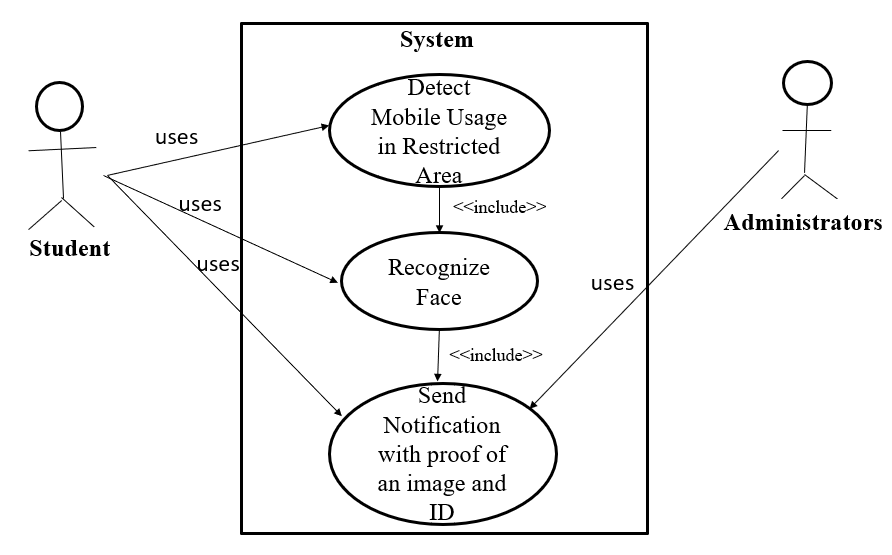 System
Detect
Mobile Usage
in Restricted
Area
uses
<<include>>
uses
Student
Administrators
Recognize
Face
uses
uses
<<include>>
Send
Notification
with proof of
an image and
ID